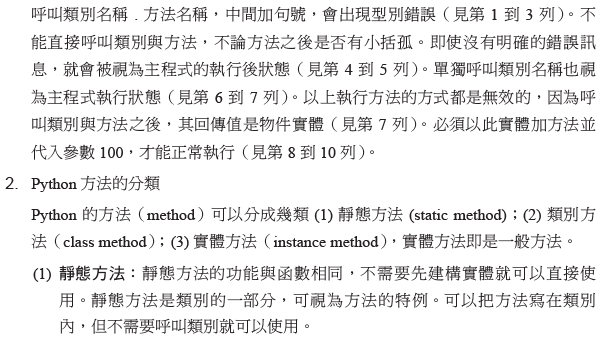 呼叫類別名稱 . 方法名稱，中間加句號，會出現型別錯誤（見第 1 到 3 列）。不
能直接呼叫類別與方法，不論方法之後是否有小括孤。即使沒有明確的錯誤訊
息，就會被視為主程式的執行後狀態（見第 4 到 5 列）。單獨呼叫類別名稱也視
為主程式執行狀態（見第 6 到 7 列）。以上執行方法的方式都是無效的，因為呼
叫類別與方法之後，其回傳值是物件實體（見第 7 列）。必須以此實體加方法並
代入參數 100，才能正常執行（見第 8 到 10 列）。
2. Python 方法的分類
Python 的方法（method）可以分成幾類 (1) 靜態方法 (static method)；(2) 類別方
法（class method）；(3) 實體方法（instance method），實體方法即是一般方法。
(1) 靜態方法：靜態方法的功能與函數相同，不需要先建構實體就可以直接使
用。靜態方法是類別的一部分，可視為方法的特例。可以把方法寫在類別
內，但不需要呼叫類別就可以使用。